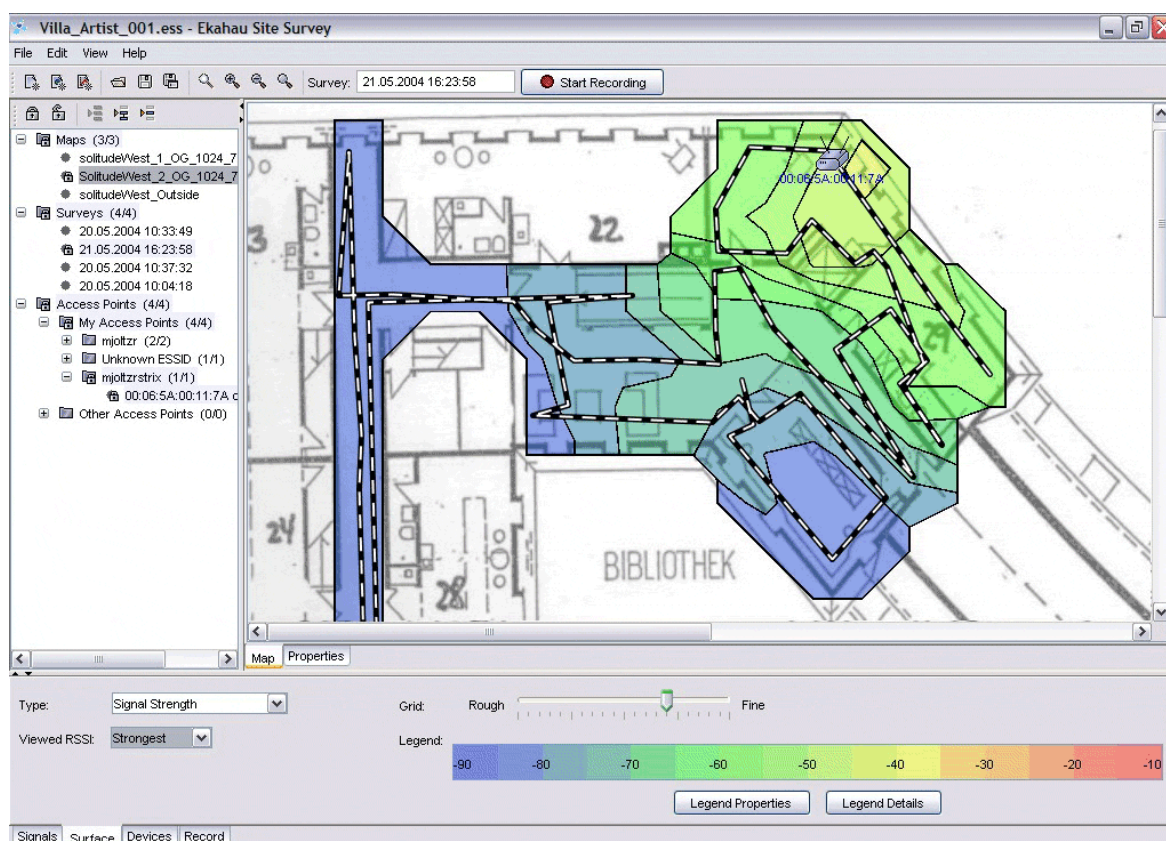 Villa_Artist_001.ess - Ekahau Site Survey
File Edit View Help
Survey: 21.05.2004 16:23:58 Start Recording
Maps (3/3)
solitudeWest_1_OG_1024_7
SolitudeWest_2_OG_1024_7
solitudeWest_Outside
Surveys (4/4)
20.05.2004 10:33:49
21.05.2004 16:23:58
20.05.2004 10:37:32
20.05.2004 10:04:18
Access Points (4/4)
My Access Points (4/4)
mjoltzr (2/2)
Unknown ESSID (1/1)
mjoltzrstrix (1/1)
00:06:5A:00:11:7A c
Other Access Points (0/0)
00:06:5A:00:11:7A
22
3
29
24
28
BIBLIOTHEK
Map Properties
Type: Signal Strength
Grid: Rough Fine
Viewed RSSI: Strongest
Legend:
-90 -80 -70 -60 -50 -40 -30 -20 -10
Legend Properties Legend Details
Signals Surface Devices Record